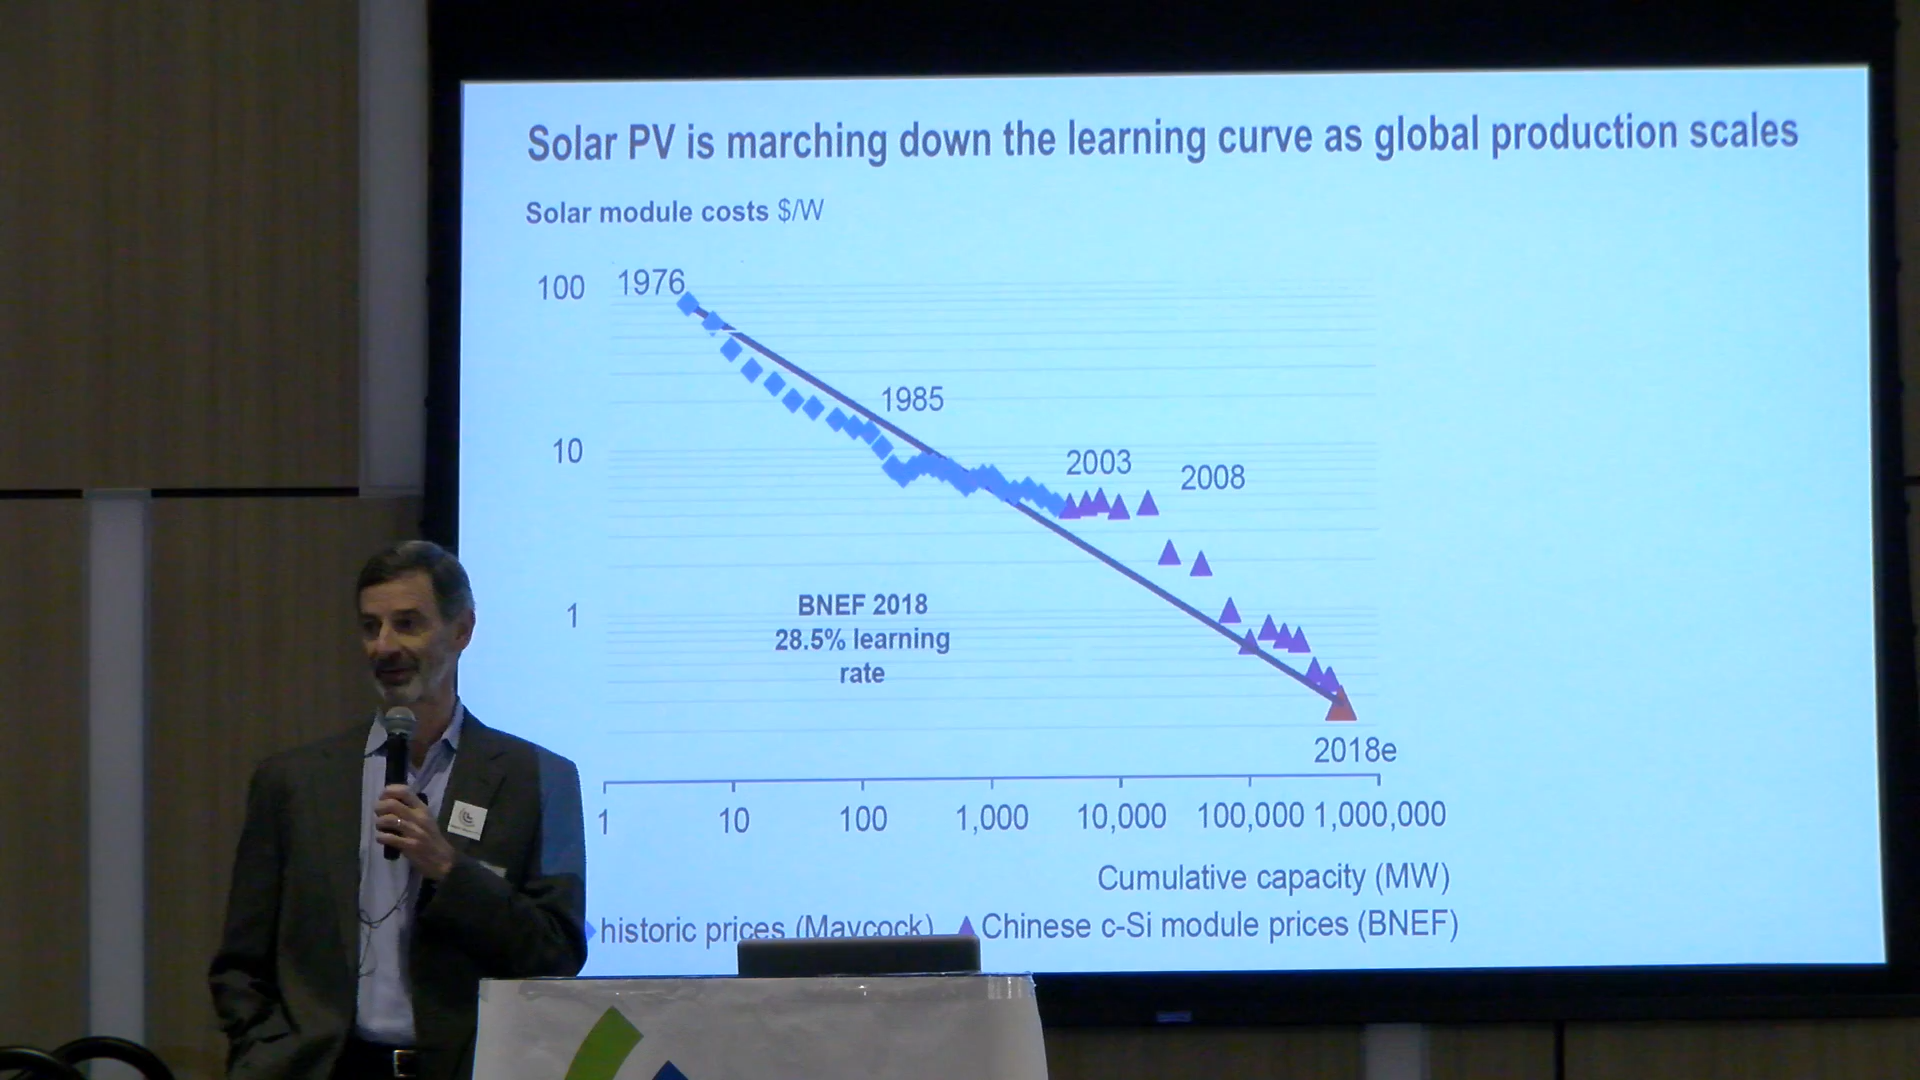 Solar PV is marching down the learning curve as global production scales
Solar module costs $/W
100
1976
1985
10
2003
2008
1
BNEF 2018
28.5% learning
rate
2018e
1 10 100 1,000 10,000 100,000 1,000,000
Cumulative capacity (MW)
historic prices (Maycock) Chinese c-Si module prices (BNEF)